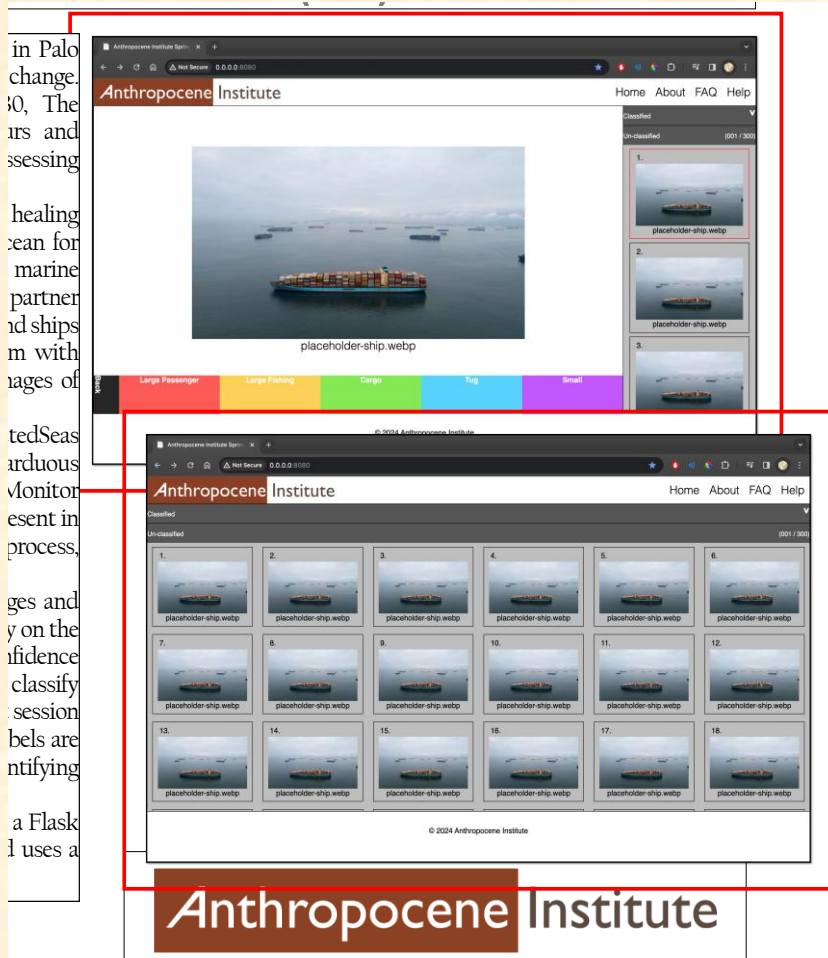 in Palo
change.
30, The
urs and
ssessing
healing
cean for
marine
partner
nd ships
m with
ages of
tedSeas
arduous
Monitor
esent in
process,
ges and
y on the
nfidence
classify
session
bels are
ntifying
a Flask
d uses a
Anthropocene Institute Sprin x +
Not Secure 0.0.0.0:8080
Anthropocene Institute Home About FAQ Help
Classified v
Un-classified (001 / 300)
placeholder-ship.webp
1.
placeholder-ship.webp
2.
placeholder-ship.webp
3.
Back Large Passenger Large Fishing Cargo Tug Small
© 2024 Anthropocene Institute
Anthropocene Institute Sprin x +
Not Secure 0.0.0.0:8080
Anthropocene Institute Home About FAQ Help
Classified v
Un-classified (001 / 300)
1. 2. 3. 4. 5. 6.
placeholder-ship.webp placeholder-ship.webp placeholder-ship.webp placeholder-ship.webp placeholder-ship.webp placeholder-ship.webp
7. 8. 9. 10. 11. 12.
placeholder-ship.webp placeholder-ship.webp placeholder-ship.webp placeholder-ship.webp placeholder-ship.webp placeholder-ship.webp
13. 14. 15. 16. 17. 18.
placeholder-ship.webp placeholder-ship.webp placeholder-ship.webp placeholder-ship.webp placeholder-ship.webp placeholder-ship.webp
© 2024 Anthropocene Institute
Anthropocene Institute